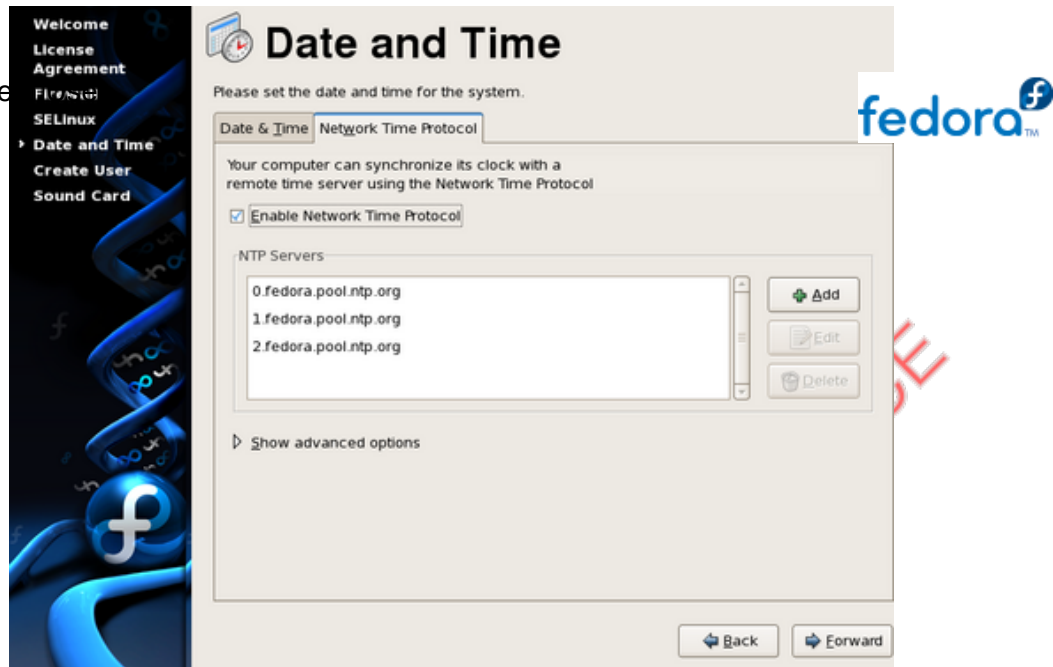 Welcome
License
Agreement
Firewall
SELinux
Date and Time
Create User
Sound Card
Date and Time
Please set the date and time for the system.
Date & Time Network Time Protocol
Your computer can synchronize its clock with a
remote time server using the Network Time Protocol
Enable Network Time Protocol
NTP Servers
0.fedora.pool.ntp.org
1.fedora.pool.ntp.org
2.fedora.pool.ntp.org
Add
Edit
Delete
Show advanced options
Back Forward
fedora™